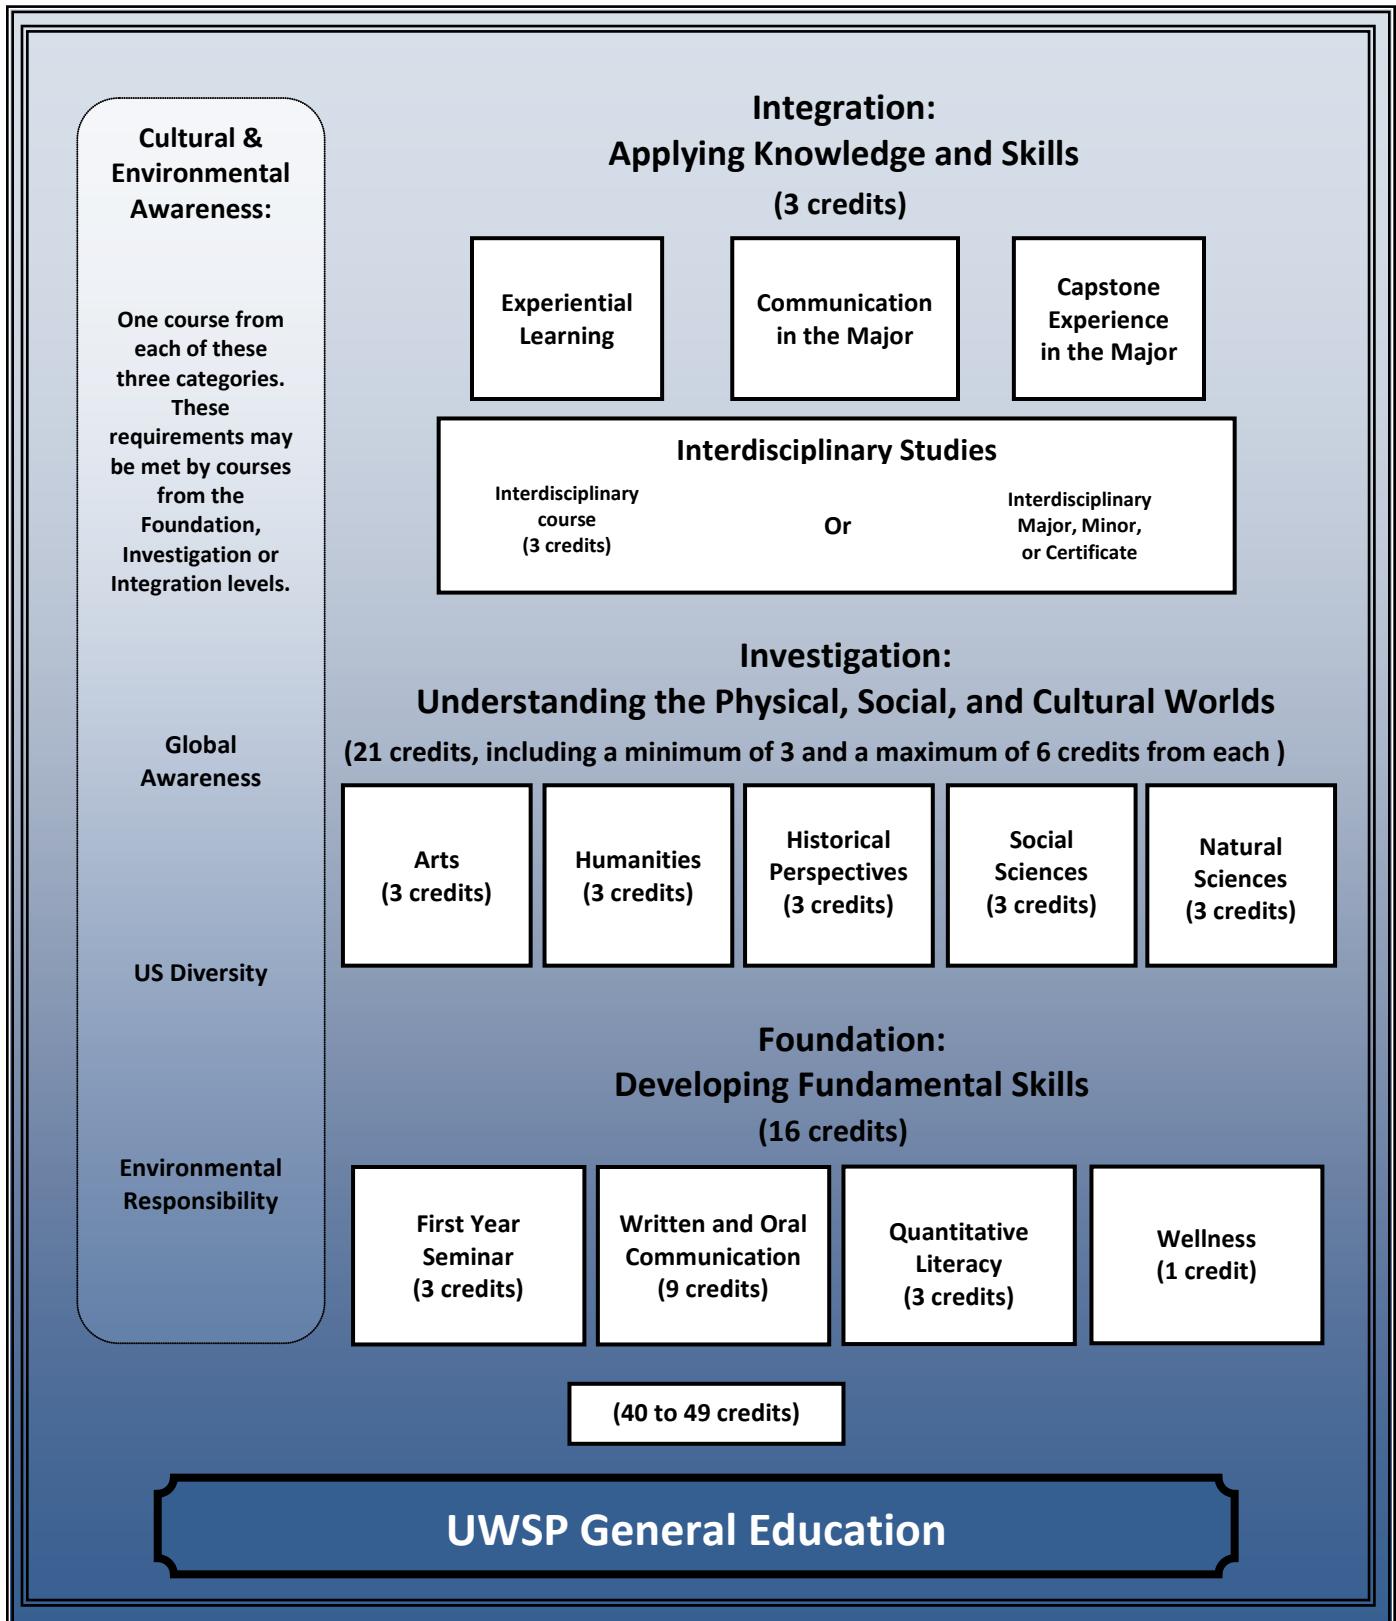 Cultural &
Environmental
Awareness:
One course from
each of these
three categories.
These
requirements may
be met by courses
from the
Foundation,
Investigation or
Integration levels.
Global
Awareness
US Diversity
Environmental
Responsibility
Integration:
Applying Knowledge and Skills
(3 credits)
Experiential
Learning
Communication
in the Major
Capstone
Experience
in the Major
Interdisciplinary Studies
Interdisciplinary
course
(3 credits)
Or
Interdisciplinary
Major, Minor,
or Certificate
Investigation:
Understanding the Physical, Social, and Cultural Worlds
(21 credits, including a minimum of 3 and a maximum of 6 credits from each )
Arts
(3 credits)
Humanities
(3 credits)
Historical
Perspectives
(3 credits)
Social
Sciences
(3 credits)
Natural
Sciences
(3 credits)
Foundation:
Developing Fundamental Skills
(16 credits)
First Year
Seminar
(3 credits)
Written and Oral
Communication
(9 credits)
Quantitative
Literacy
(3 credits)
Wellness
(1 credit)
(40 to 49 credits)
UWSP General Education